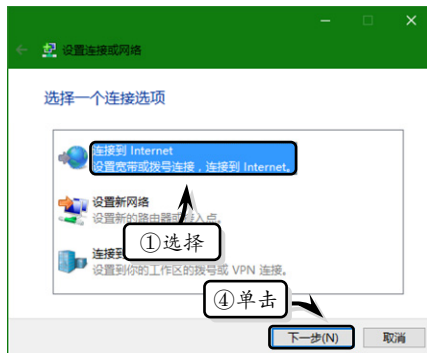 设置连接或网络
选择一个连接选项
连接到 Internet
设置宽带或拨号连接，连接到 Internet。
设置新网络
设置新的路由器或接入点。
①选择
连接到
设置到你的工作区的拨号或 VPN 连接。
④单击
下一步(N)
取消